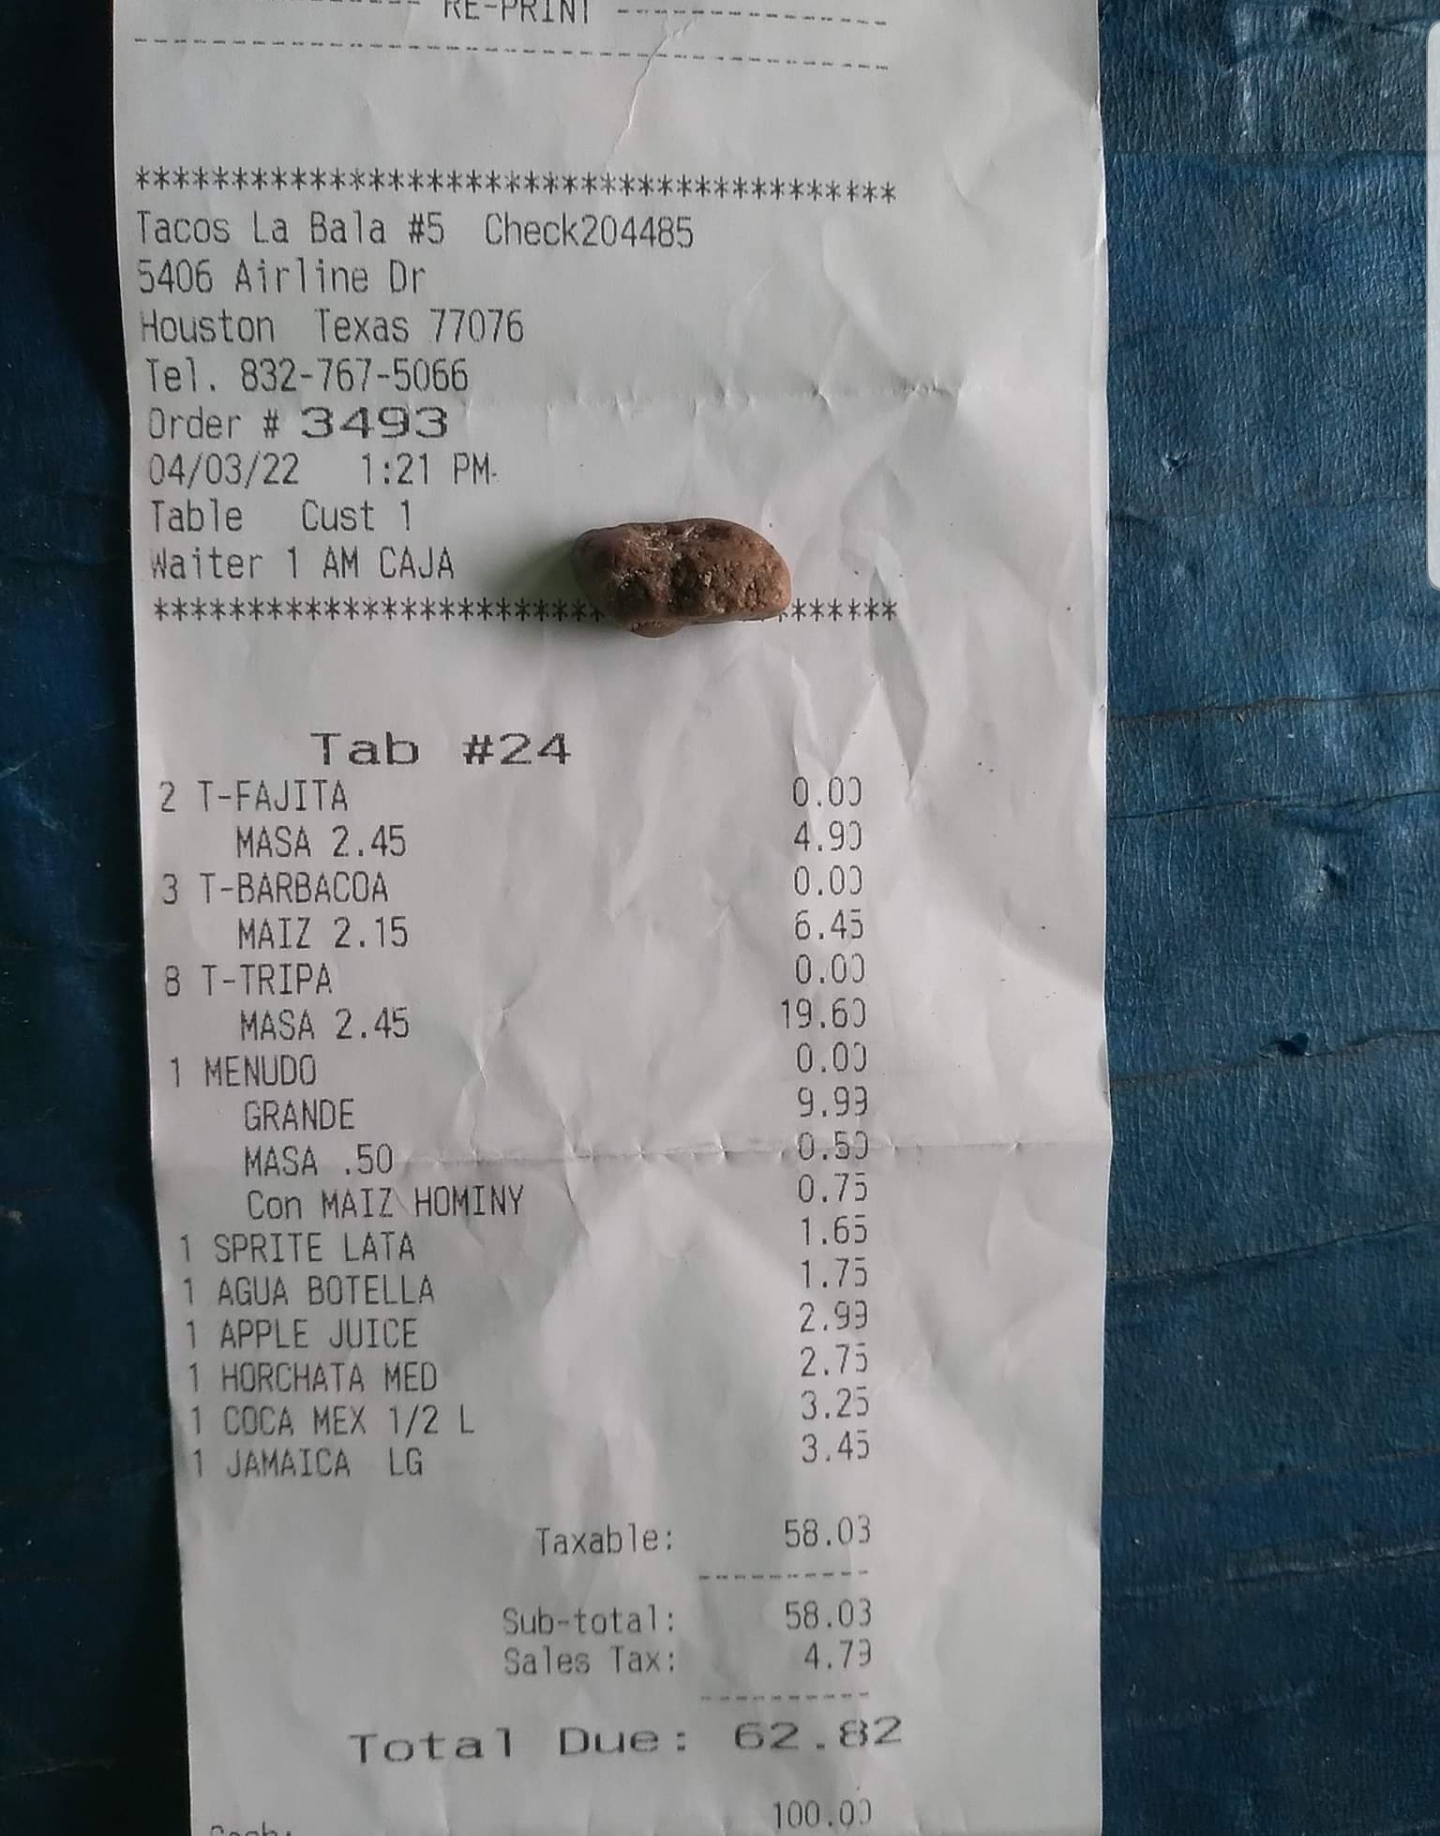 ------------- RE-PRINT ----------------
----------------------------------------
****************************************
Tacos La Bala #5 Check204485
5406 Airline Dr
Houston Texas 77076
Tel. 832-767-5066
Order # 3493
04/03/22 1:21 PM
Table Cust 1
Waiter 1 AM CAJA
****************************************
Tab #24
2 T-FAJITA 0.00
MASA 2.45 4.90
3 T-BARBACOA 0.00
MAIZ 2.15 6.45
8 T-TRIPA 0.00
MASA 2.45 19.60
1 MENUDO 0.00
GRANDE 9.99
MASA .50 0.50
Con MAIZ HOMINY 0.75
1 SPRITE LATA 1.65
1 AGUA BOTELLA 1.75
1 APPLE JUICE 2.99
1 HORCHATA MED 2.75
1 COCA MEX 1/2 L 3.25
1 JAMAICA LG 3.45
Taxable: 58.03
----------
Sub-total: 58.03
Sales Tax: 4.79
----------
Total Due: 62.82
Cash: 100.00